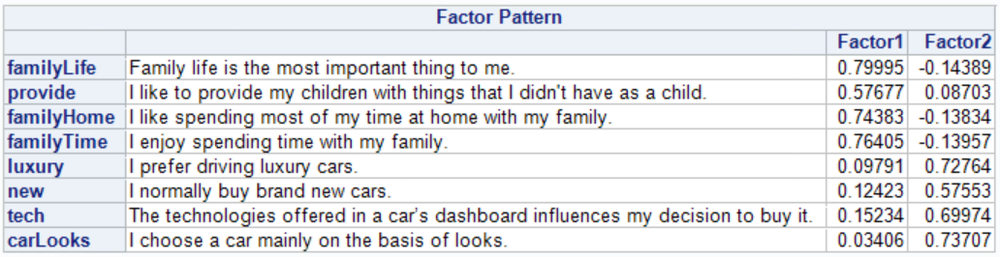 Factor Pattern
Factor1 Factor2
familyLife Family life is the most important thing to me. 0.79995 -0.14389
provide I like to provide my children with things that I didn't have as a child. 0.57677 0.08703
familyHome I like spending most of my time at home with my family. 0.74383 -0.13834
familyTime I enjoy spending time with my family. 0.76405 -0.13957
luxury I prefer driving luxury cars. 0.09791 0.72764
new I normally buy brand new cars. 0.12423 0.57553
tech The technologies offered in a car's dashboard influences my decision to buy it. 0.15234 0.69974
carLooks I choose a car mainly on the basis of looks. 0.03406 0.73707